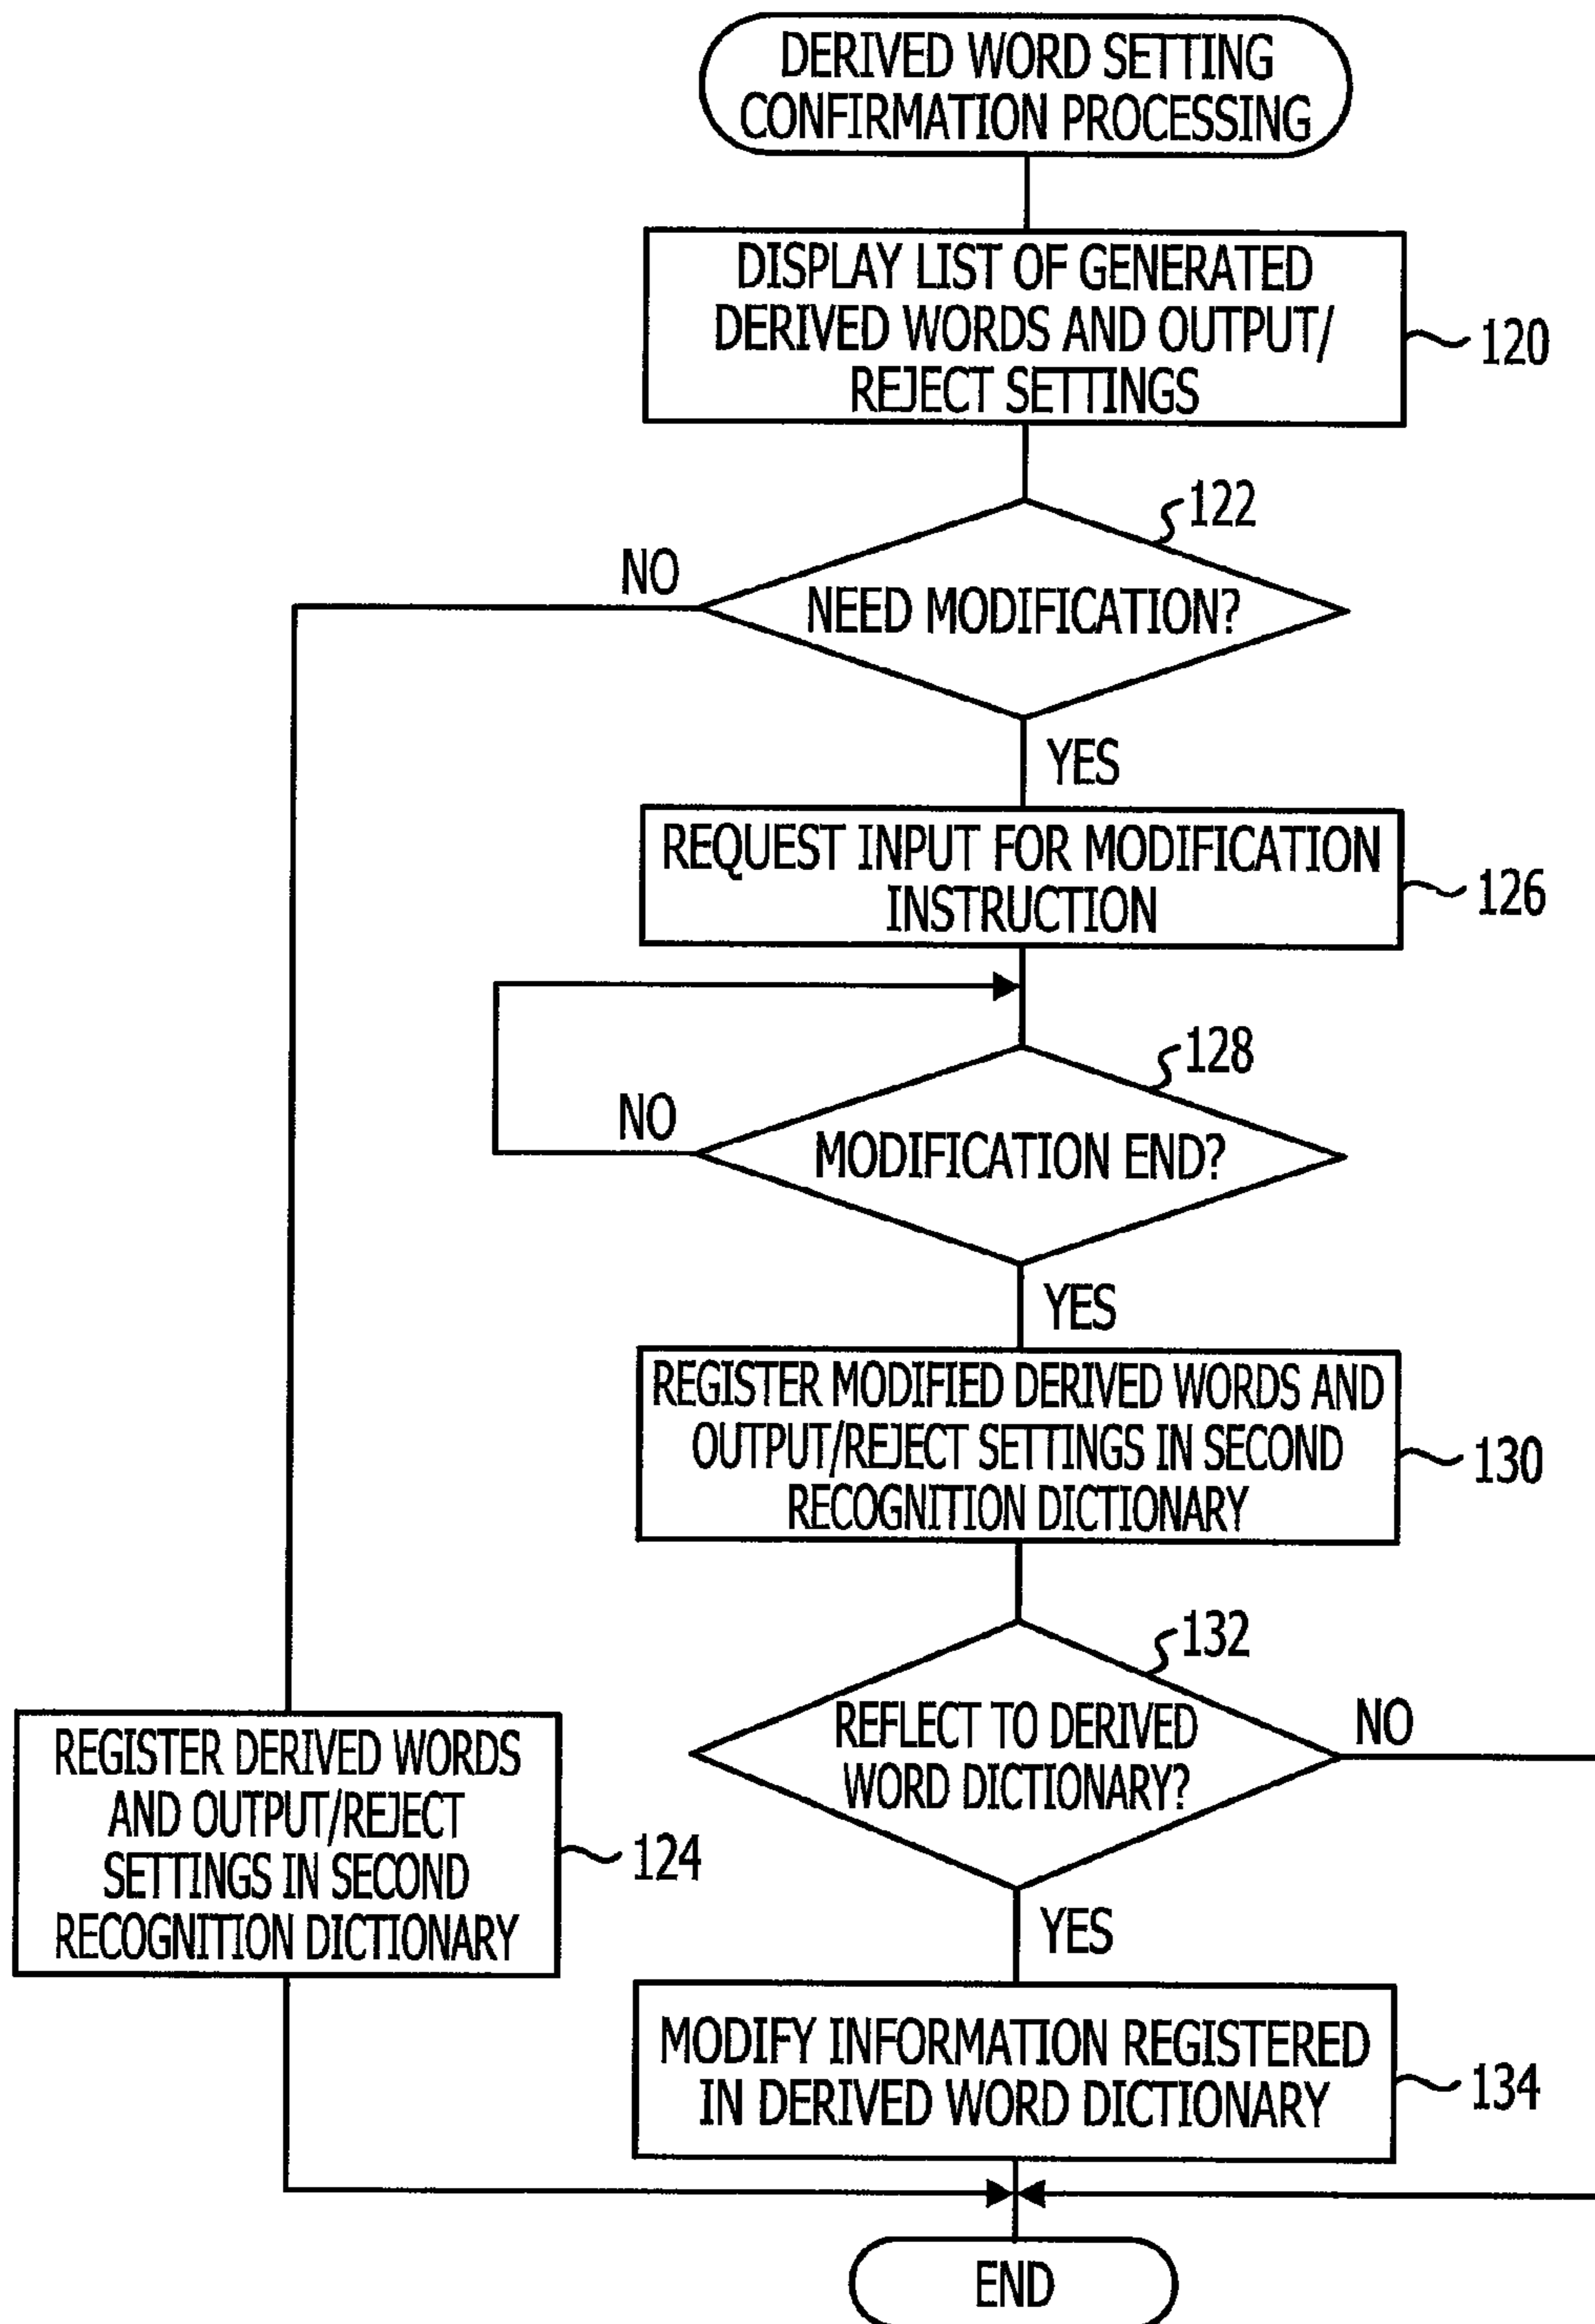 DERIVED WORD SETTING
CONFIRMATION PROCESSING
DISPLAY LIST OF GENERATED
DERIVED WORDS AND OUTPUT/
REJECT SETTINGS
120
122
NO
NEED MODIFICATION?
YES
REQUEST INPUT FOR MODIFICATION
INSTRUCTION
126
128
NO
MODIFICATION END?
YES
REGISTER MODIFIED DERIVED WORDS AND
OUTPUT/REJECT SETTINGS IN SECOND
RECOGNITION DICTIONARY
130
132
REFLECT TO DERIVED
WORD DICTIONARY?
NO
REGISTER DERIVED WORDS
AND OUTPUT/REJECT
SETTINGS IN SECOND
RECOGNITION DICTIONARY
124
YES
MODIFY INFORMATION REGISTERED
IN DERIVED WORD DICTIONARY
134
END